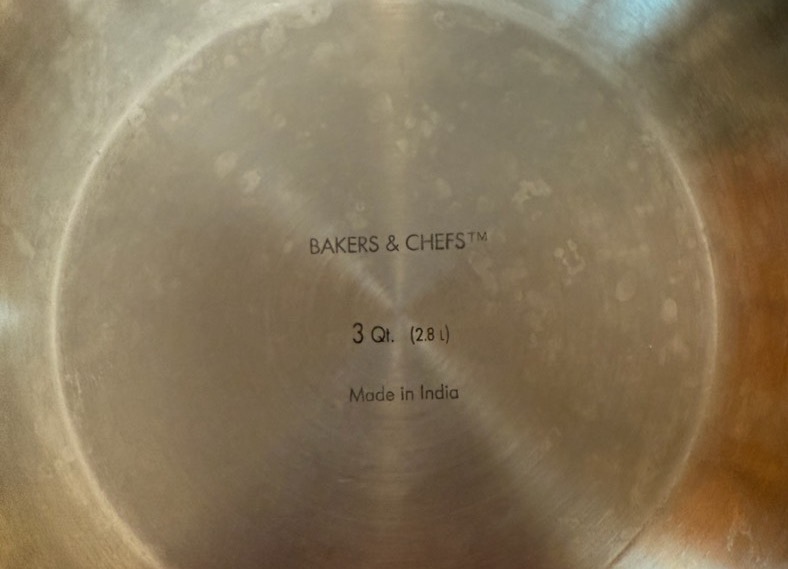 BAKERS & CHEFS™
3 Qt. (2.8 L)
Made in India